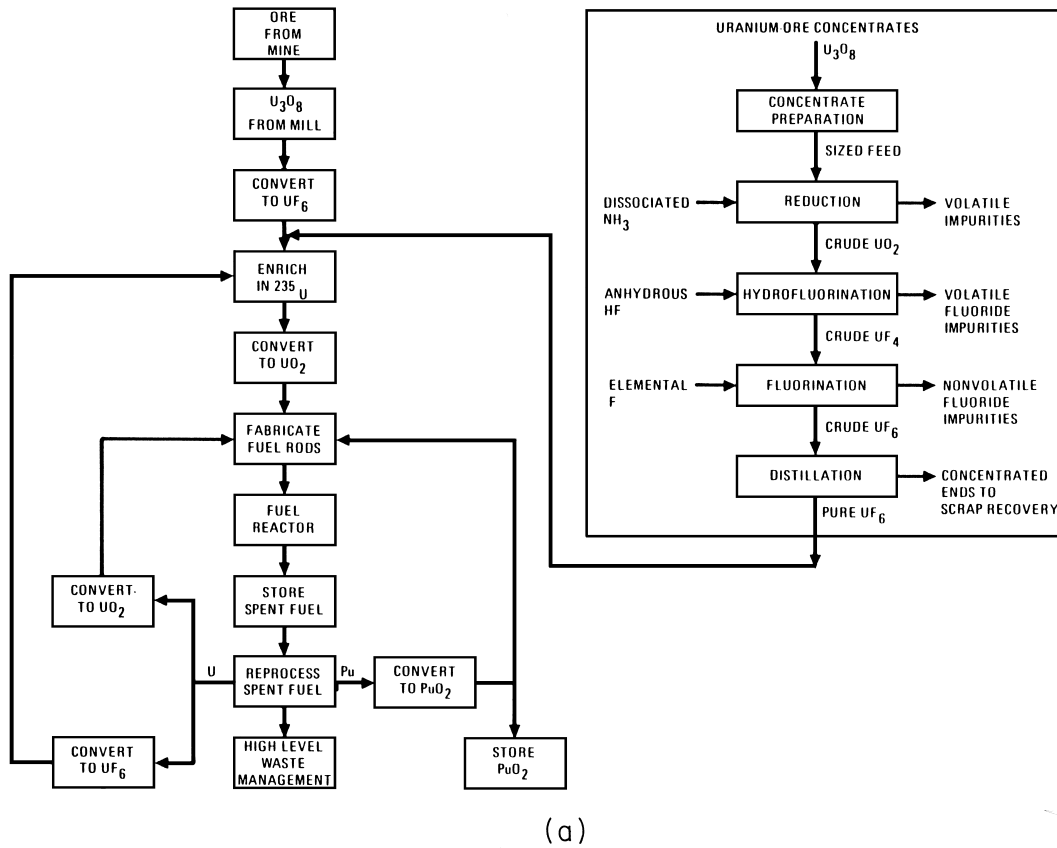 ORE
FROM
MINE
U3O8
FROM MILL
CONVERT
TO UF6
ENRICH
IN 235U
CONVERT
TO UO2
FABRICATE
FUEL RODS
FUEL
REACTOR
STORE
SPENT FUEL
REPROCESS
SPENT FUEL
HIGH LEVEL
WASTE
MANAGEMENT
U
Pu
CONVERT
TO UO2
CONVERT
TO UF6
CONVERT
TO PuO2
STORE
PuO2
URANIUM-ORE CONCENTRATES
U3O8
CONCENTRATE
PREPARATION
SIZED FEED
DISSOCIATED
NH3
REDUCTION
VOLATILE
IMPURITIES
CRUDE UO2
ANHYDROUS
HF
HYDROFLUORINATION
VOLATILE
FLUORIDE
IMPURITIES
CRUDE UF4
ELEMENTAL
F
FLUORINATION
NONVOLATILE
FLUORIDE
IMPURITIES
CRUDE UF6
DISTILLATION
CONCENTRATED
ENDS TO
SCRAP RECOVERY
PURE UF6
(a)